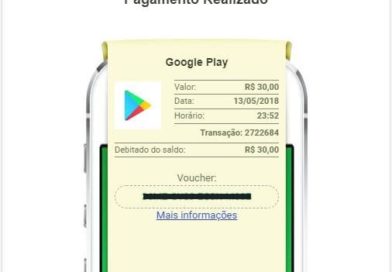 Pagamento Realizado
Google Play
Valor: R$ 30,00
Data: 13/05/2018
Horário: 23:52
Transação: 2722684
Debitado do saldo: R$ 30,00
Voucher:
Mais informações